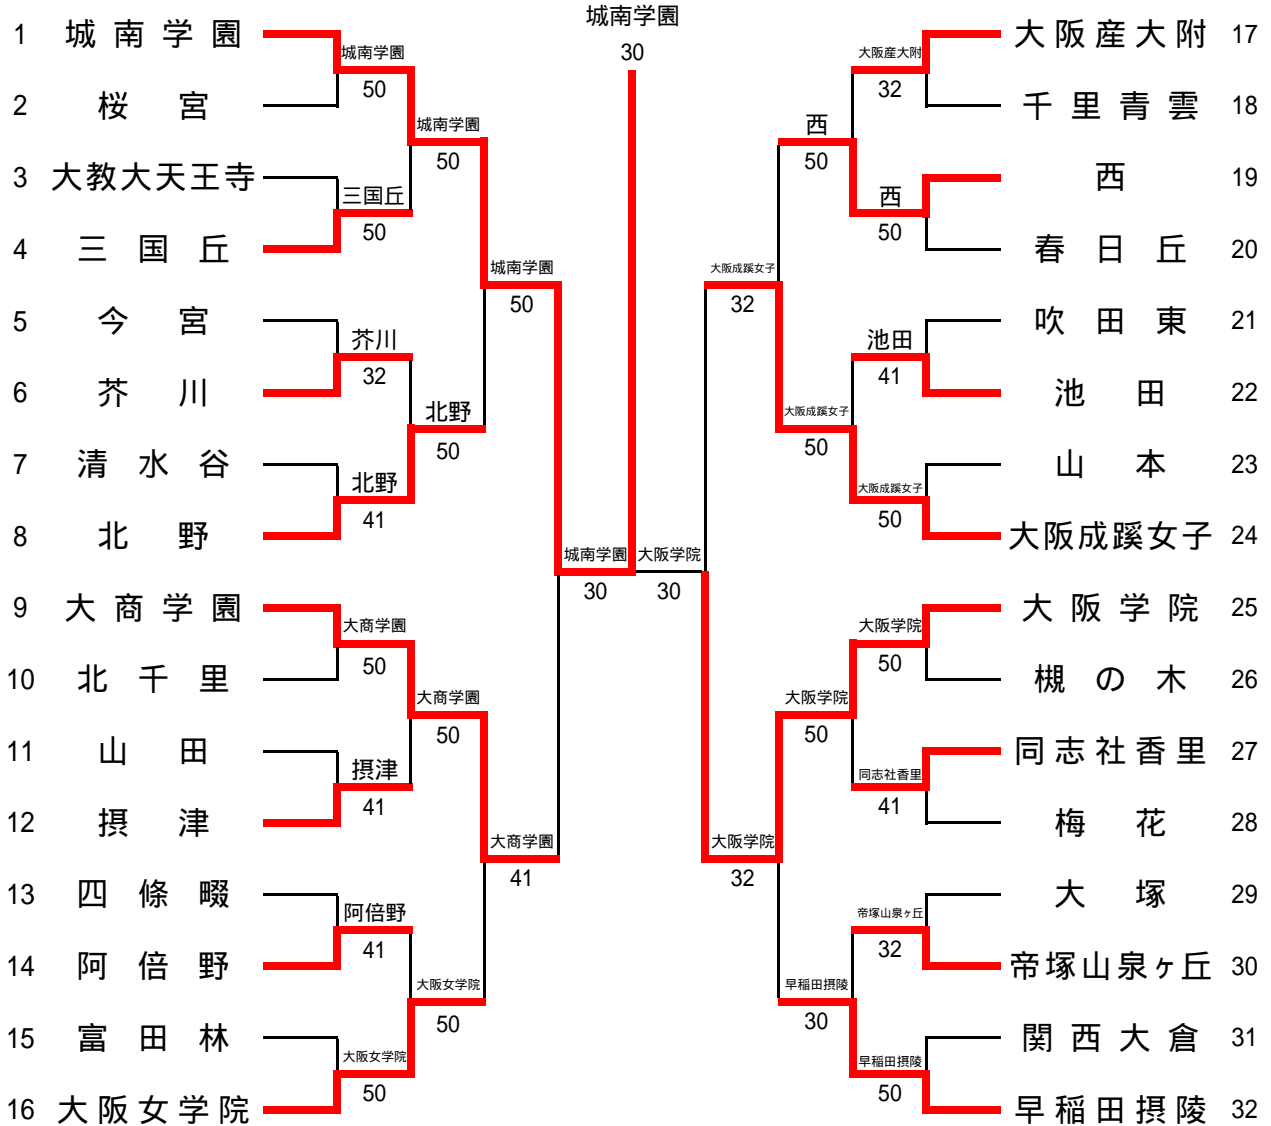 城南学園
30
1 城南学園
2 桜宮
3 大教大天王寺
4 三国丘
5 今宮
6 芥川
7 清水谷
8 北野
9 大商学園
10 北千里
11 山田
12 摂津
13 四條畷
14 阿倍野
15 富田林
16 大阪女学院
城南学園
50
三国丘
50
芥川
32
北野
41
大商学園
50
摂津
41
阿倍野
41
大阪女学院
50
城南学園
50
北野
50
大商学園
50
大阪女学院
50
城南学園
50
大商学園
41
城南学園
30
大阪学院
30
大阪成蹊女子
32
大阪学院
32
西
50
大阪成蹊女子
50
大阪学院
50
早稲田摂陵
30
大阪産大附
32
西
50
池田
41
大阪成蹊女子
50
大阪学院
50
同志社香里
41
帝塚山泉ヶ丘
32
早稲田摂陵
50
大阪産大附 17
千里青雲 18
西 19
春日丘 20
吹田東 21
池田 22
山本 23
大阪成蹊女子 24
大阪学院 25
槻の木 26
同志社香里 27
梅花 28
大塚 29
帝塚山泉ヶ丘 30
関西大倉 31
早稲田摂陵 32